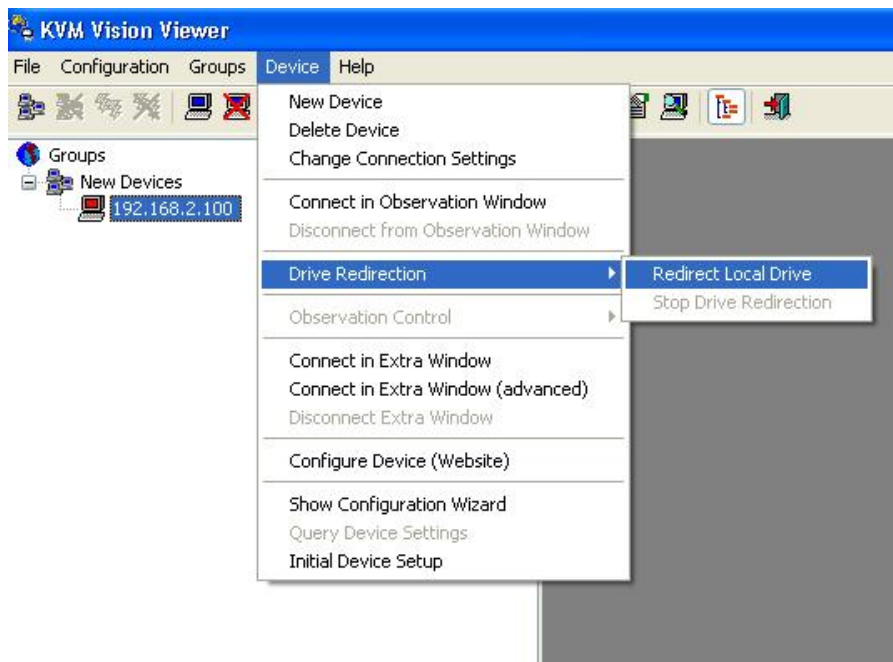 KVM Vision Viewer
File Configuration Groups Device Help
Groups
New Devices
192.168.2.100
New Device
Delete Device
Change Connection Settings
Connect in Observation Window
Disconnect from Observation Window
Drive Redirection
Redirect Local Drive
Stop Drive Redirection
Observation Control
Connect in Extra Window
Connect in Extra Window (advanced)
Disconnect Extra Window
Configure Device (Website)
Show Configuration Wizard
Query Device Settings
Initial Device Setup